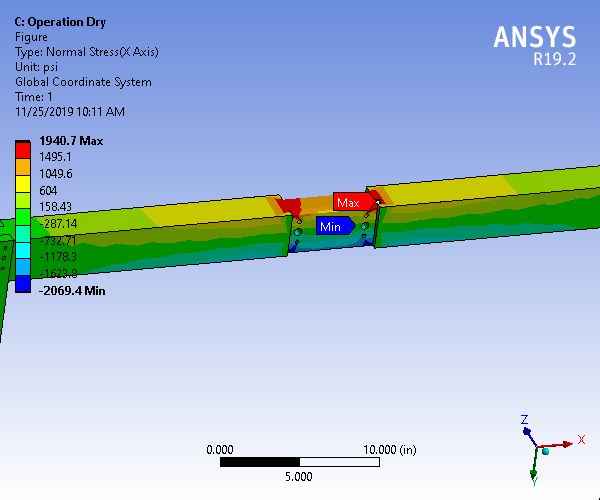 C: Operation Dry
Figure
Type: Normal Stress(X Axis)
Unit: psi
Global Coordinate System
Time: 1
11/25/2019 10:11 AM
ANSYS
R19.2
1940.7 Max
1495.1
1049.6
604
158.43
-287.14
-732.71
-1178.3
-1623.8
-2069.4 Min
Max
Min
0.000
10.000 (in)
5.000
Z
X
Y